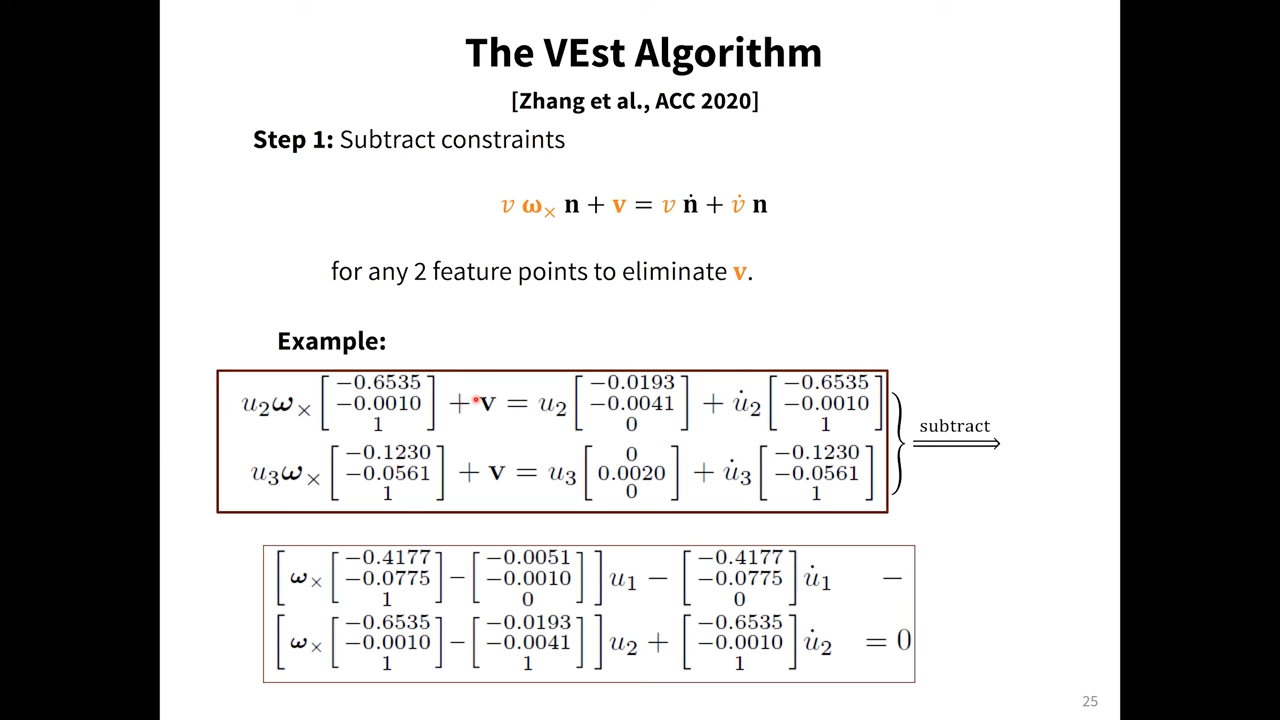 The VEst Algorithm
[Zhang et al., ACC 2020]
Step 1: Subtract constraints
v ω× n + v = v ṅ + v̇ n
for any 2 feature points to eliminate v.
Example:
u₂ω× [−0.6535 −0.0010 1] + v = u₂ [−0.0193 −0.0041 0] + u̇₂ [−0.6535 −0.0010 1]
subtract
u₃ω× [−0.1230 −0.0561 1] + v = u₃ [0 0.0020 0] + u̇₃ [−0.1230 −0.0561 1]
[ω× [−0.4177 −0.0775 1] − [−0.0051 −0.0010 0]] u₁ − [−0.4177 −0.0775 0] u̇₁ −
[ω× [−0.6535 −0.0010 1] − [−0.0193 −0.0041 1]] u₂ + [−0.6535 −0.0010 1] u̇₂ = 0
25